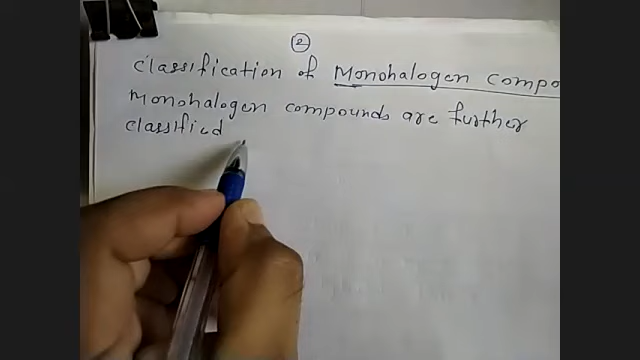 2
Classification of Monohalogen Compo
Monohalogen compounds are further
classified